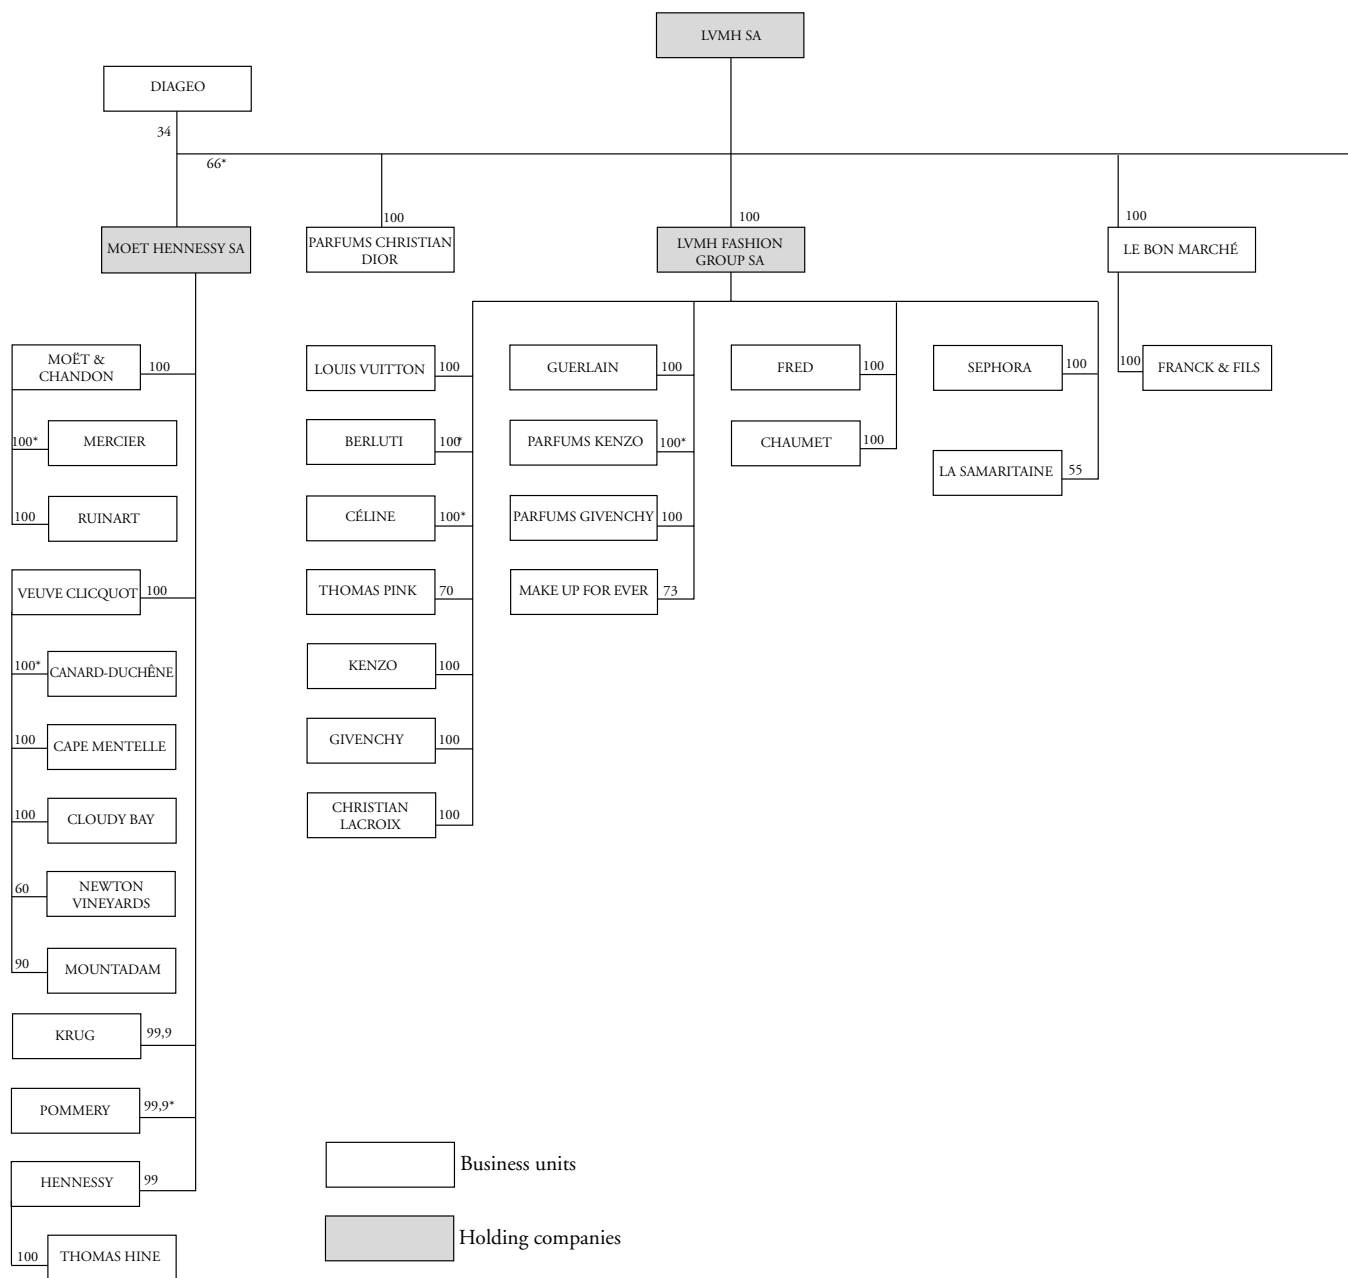 LVMH SA
DIAGEO
34
66*
100
100
100
MOET HENNESSY SA
PARFUMS CHRISTIAN
DIOR
LVMH FASHION
GROUP SA
LE BON MARCHÉ
MOËT &
CHANDON
100
100*
MERCIER
100
RUINART
VEUVE CLICQUOT
100
100*
CANARD-DUCHÊNE
100
CAPE MENTELLE
100
CLOUDY BAY
60
NEWTON
VINEYARDS
90
MOUNTADAM
KRUG
99,9
POMMERY
99,9*
HENNESSY
99
100
THOMAS HINE
LOUIS VUITTON
100
BERLUTI
100*
CÉLINE
100*
THOMAS PINK
70
KENZO
100
GIVENCHY
100
CHRISTIAN
LACROIX
100
GUERLAIN
100
PARFUMS KENZO
100*
PARFUMS GIVENCHY
100
MAKE UP FOR EVER
73
FRED
100
CHAUMET
100
SEPHORA
100
LA SAMARITAINE
55
100
FRANCK & FILS
Business units
Holding companies